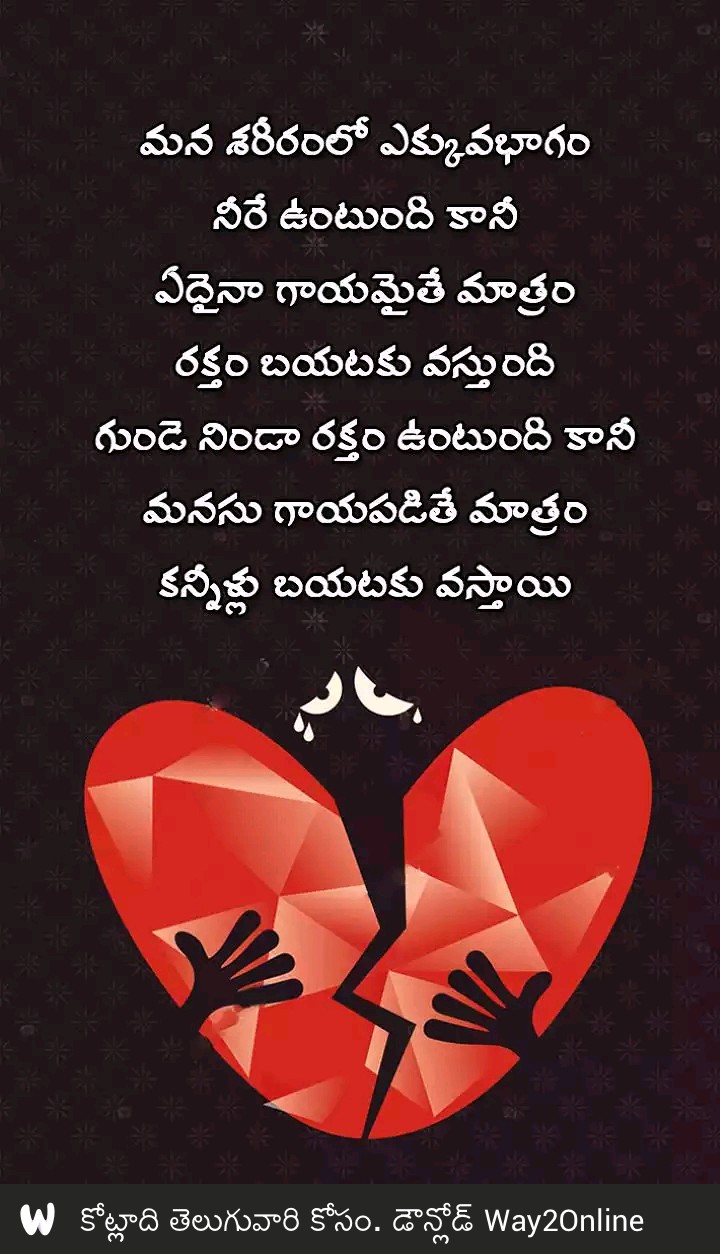 మన శరీరంలో ఎక్కువభాగం
నీరే ఉంటుంది కానీ
ఏదైనా గాయమైతే మాత్రం
రక్తం బయటకు వస్తుంది
గుండె నిండా రక్తం ఉంటుంది కానీ
మనసు గాయపడితే మాత్రం
కన్నీళ్లు బయటకు వస్తాయి
W కోట్లాది తెలుగువారి కోసం. డౌన్లోడ్ Way2Online